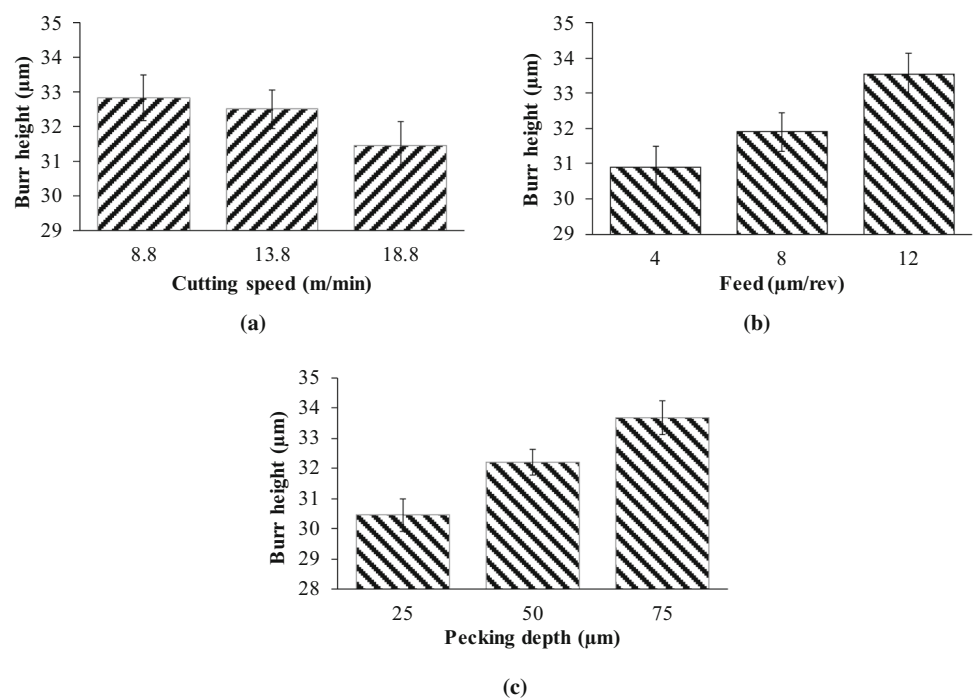 35
34
33
32
31
30
29
Burr height (μm)
8.8 13.8 18.8
Cutting speed (m/min)
(a)
35
34
33
32
31
30
29
Burr height (μm)
4 8 12
Feed (μm/rev)
(b)
35
34
33
32
31
30
29
28
Burr height (μm)
25 50 75
Pecking depth (μm)
(c)